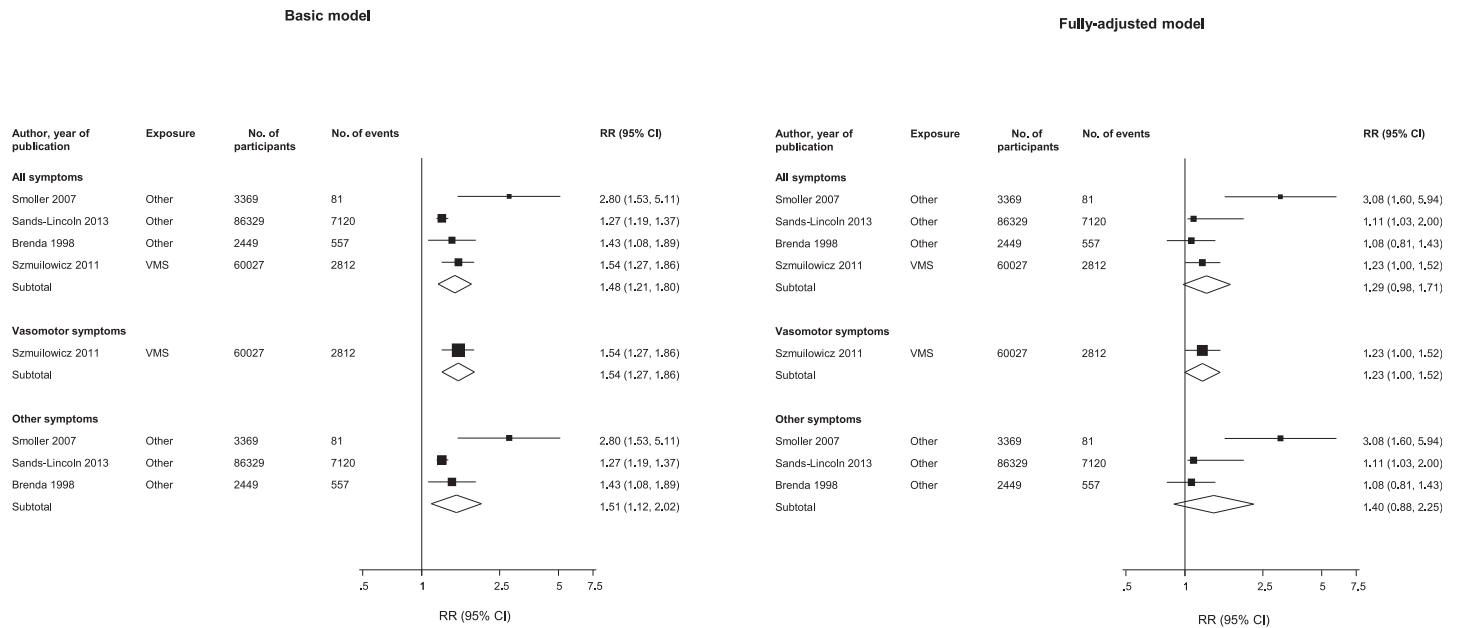 Basic model
Author, year of publication Exposure No. of participants No. of events RR (95% CI)
All symptoms
Smoller 2007 Other 3369 81 2.80 (1.53, 5.11)
Sands-Lincoln 2013 Other 86329 7120 1.27 (1.19, 1.37)
Brenda 1998 Other 2449 557 1.43 (1.08, 1.89)
Szmuilowicz 2011 VMS 60027 2812 1.54 (1.27, 1.86)
Subtotal 1.48 (1.21, 1.80)
Vasomotor symptoms
Szmuilowicz 2011 VMS 60027 2812 1.54 (1.27, 1.86)
Subtotal 1.54 (1.27, 1.86)
Other symptoms
Smoller 2007 Other 3369 81 2.80 (1.53, 5.11)
Sands-Lincoln 2013 Other 86329 7120 1.27 (1.19, 1.37)
Brenda 1998 Other 2449 557 1.43 (1.08, 1.89)
Subtotal 1.51 (1.12, 2.02)
.5 1 2.5 5 7.5
RR (95% CI)
Fully-adjusted model
Author, year of publication Exposure No. of participants No. of events RR (95% CI)
All symptoms
Smoller 2007 Other 3369 81 3.08 (1.60, 5.94)
Sands-Lincoln 2013 Other 86329 7120 1.11 (1.03, 2.00)
Brenda 1998 Other 2449 557 1.08 (0.81, 1.43)
Szmuilowicz 2011 VMS 60027 2812 1.23 (1.00, 1.52)
Subtotal 1.29 (0.98, 1.71)
Vasomotor symptoms
Szmuilowicz 2011 VMS 60027 2812 1.23 (1.00, 1.52)
Subtotal 1.23 (1.00, 1.52)
Other symptoms
Smoller 2007 Other 3369 81 3.08 (1.60, 5.94)
Sands-Lincoln 2013 Other 86329 7120 1.11 (1.03, 2.00)
Brenda 1998 Other 2449 557 1.08 (0.81, 1.43)
Subtotal 1.40 (0.88, 2.25)
.5 1 2.5 5 7.5
RR (95% CI)